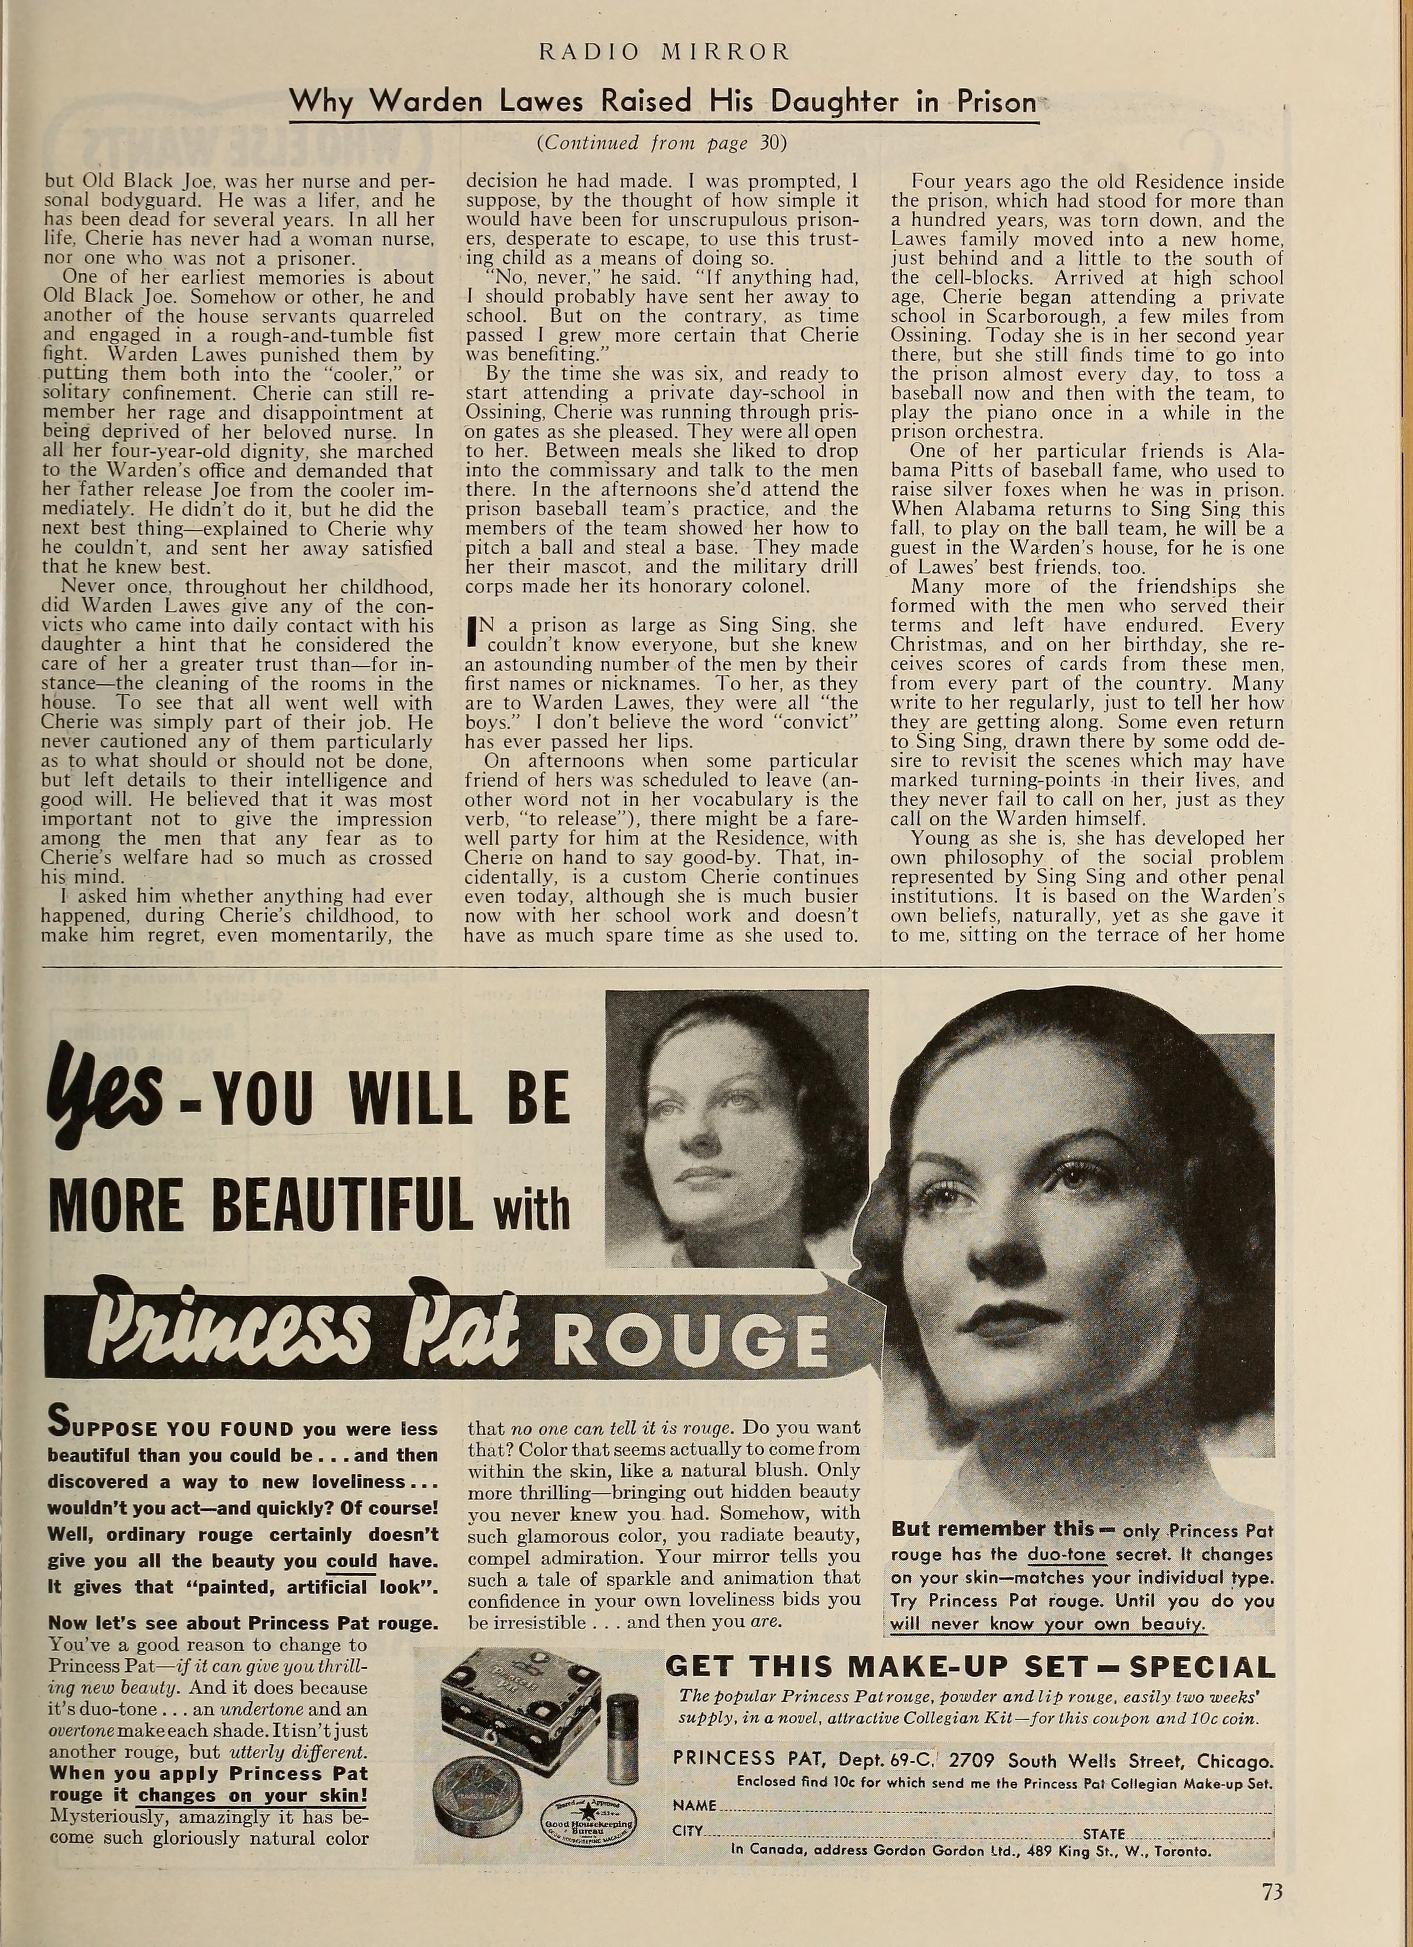 RADIO MIRROR
Why Warden Lawes Raised His Daughter in Prison
(Continued from page 30)
but Old Black Joe, was her nurse and per-
sonal bodyguard. He was a lifer, and he
has been dead for several years. In all her
life, Cherie has never had a woman nurse,
nor one who was not a prisoner.
One of her earliest memories is about
Old Black Joe. Somehow or other, he and
another of the house servants quarreled
and engaged in a rough-and-tumble fist
fight. Warden Lawes punished them by
putting them both into the "cooler," or
solitary confinement. Cherie can still re-
member her rage and disappointment at
being deprived of her beloved nurse. In
all her four-year-old dignity, she marched
to the Warden's office and demanded that
her father release Joe from the cooler im-
mediately. He didn't do it, but he did the
next best thing—explained to Cherie why
he couldn't, and sent her away satisfied
that he knew best.
Never once, throughout her childhood,
did Warden Lawes give any of the con-
victs who came into daily contact with his
daughter a hint that he considered the
care of her a greater trust than—for in-
stance—the cleaning of the rooms in the
house. To see that all went well with
Cherie was simply part of their job. He
never cautioned any of them particularly
as to what should or should not be done,
but left details to their intelligence and
good will. He believed that it was most
important not to give the impression
among the men that any fear as to
Cherie's welfare had so much as crossed
his mind.
I asked him whether anything had ever
happened, during Cherie's childhood, to
make him regret, even momentarily, the
decision he had made. I was prompted, I
suppose, by the thought of how simple it
would have been for unscrupulous prison-
ers, desperate to escape, to use this trust-
ing child as a means of doing so.
"No, never," he said. "If anything had,
I should probably have sent her away to
school. But on the contrary, as time
passed I grew more certain that Cherie
was benefiting."
By the time she was six, and ready to
start attending a private day-school in
Ossining, Cherie was running through pris-
on gates as she pleased. They were all open
to her. Between meals she liked to drop
into the commissary and talk to the men
there. In the afternoons she'd attend the
prison baseball team's practice, and the
members of the team showed her how to
pitch a ball and steal a base. They made
her their mascot, and the military drill
corps made her its honorary colonel.
IN a prison as large as Sing Sing, she
couldn't know everyone, but she knew
an astounding number of the men by their
first names or nicknames. To her, as they
are to Warden Lawes, they were all "the
boys." I don't believe the word "convict"
has ever passed her lips.
On afternoons when some particular
friend of hers was scheduled to leave (an-
other word not in her vocabulary is the
verb, "to release"), there might be a fare-
well party for him at the Residence, with
Cherie on hand to say good-by. That, in-
cidentally, is a custom Cherie continues
even today, although she is much busier
now with her school work and doesn't
have as much spare time as she used to.
Four years ago the old Residence inside
the prison, which had stood for more than
a hundred years, was torn down, and the
Lawes family moved into a new home,
just behind and a little to the south of
the cell-blocks. Arrived at high school
age, Cherie began attending a private
school in Scarborough, a few miles from
Ossining. Today she is in her second year
there, but she still finds time to go into
the prison almost every day, to toss a
baseball now and then with the team, to
play the piano once in a while in the
prison orchestra.
One of her particular friends is Ala-
bama Pitts of baseball fame, who used to
raise silver foxes when he was in prison.
When Alabama returns to Sing Sing this
fall, to play on the ball team, he will be a
guest in the Warden's house, for he is one
of Lawes' best friends, too.
Many more of the friendships she
formed with the men who served their
terms and left have endured. Every
Christmas, and on her birthday, she re-
ceives scores of cards from these men,
from every part of the country. Many
write to her regularly, just to tell her how
they are getting along. Some even return
to Sing Sing, drawn there by some odd de-
sire to revisit the scenes which may have
marked turning-points in their lives, and
they never fail to call on her, just as they
call on the Warden himself.
Young as she is, she has developed her
own philosophy of the social problem
represented by Sing Sing and other penal
institutions. It is based on the Warden's
own beliefs, naturally, yet as she gave it
to me, sitting on the terrace of her home
Yes - YOU WILL BE
MORE BEAUTIFUL with
Princess Pat ROUGE
SUPPOSE YOU FOUND you were less
beautiful than you could be...and then
discovered a way to new loveliness...
wouldn't you act—and quickly? Of course!
Well, ordinary rouge certainly doesn't
give you all the beauty you could have.
It gives that "painted, artificial look".
Now let's see about Princess Pat rouge.
You've a good reason to change to
Princess Pat—if it can give you thrill-
ing new beauty. And it does because
it's duo-tone . . . an undertone and an
overtone make each shade. It isn't just
another rouge, but utterly different.
When you apply Princess Pat
rouge it changes on your skin!
Mysteriously, amazingly it has be-
come such gloriously natural color
that no one can tell it is rouge. Do you want
that? Color that seems actually to come from
within the skin, like a natural blush. Only
more thrilling—bringing out hidden beauty
you never knew you had. Somehow, with
such glamorous color, you radiate beauty,
compel admiration. Your mirror tells you
such a tale of sparkle and animation that
confidence in your own loveliness bids you
be irresistible . . . and then you are.
But remember this — only Princess Pat
rouge has the duo-tone secret. It changes
on your skin—matches your individual type.
Try Princess Pat rouge. Until you do you
will never know your own beauty.
Princess Pat
Tested and Approved
Good Housekeeping
Bureau
GET THIS MAKE-UP SET — SPECIAL
The popular Princess Pat rouge, powder and lip rouge, easily two weeks'
supply, in a novel, attractive Collegian Kit—for this coupon and 10c coin.
PRINCESS PAT, Dept. 69-C, 2709 South Wells Street, Chicago.
Enclosed find 10c for which send me the Princess Pat Collegian Make-up Set.
NAME
CITY STATE
In Canada, address Gordon Gordon Ltd., 489 King St., W., Toronto.
73